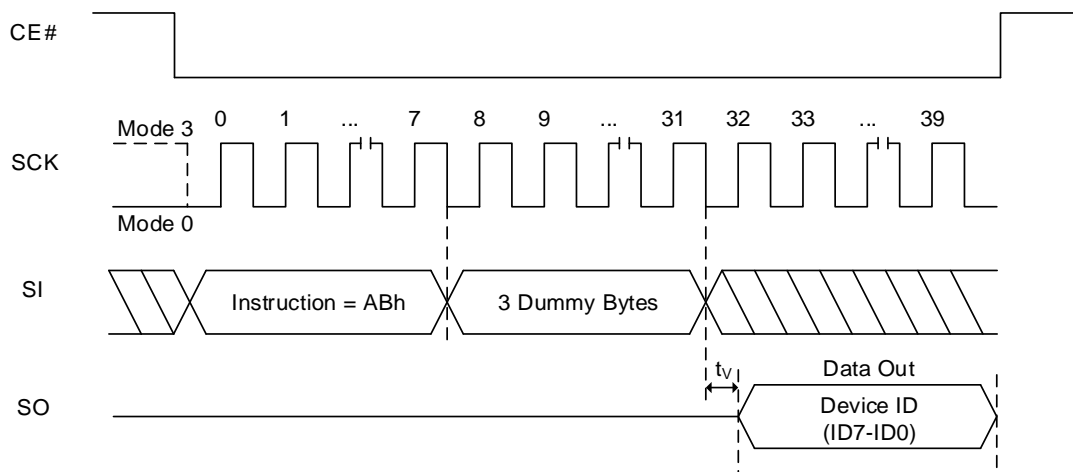 CE#
0 1 ... 7 8 9 ... 31 32 33 ... 39
Mode 3
SCK
Mode 0
SI
Instruction = ABh
3 Dummy Bytes
tV
Data Out
SO
Device ID
(ID7-ID0)